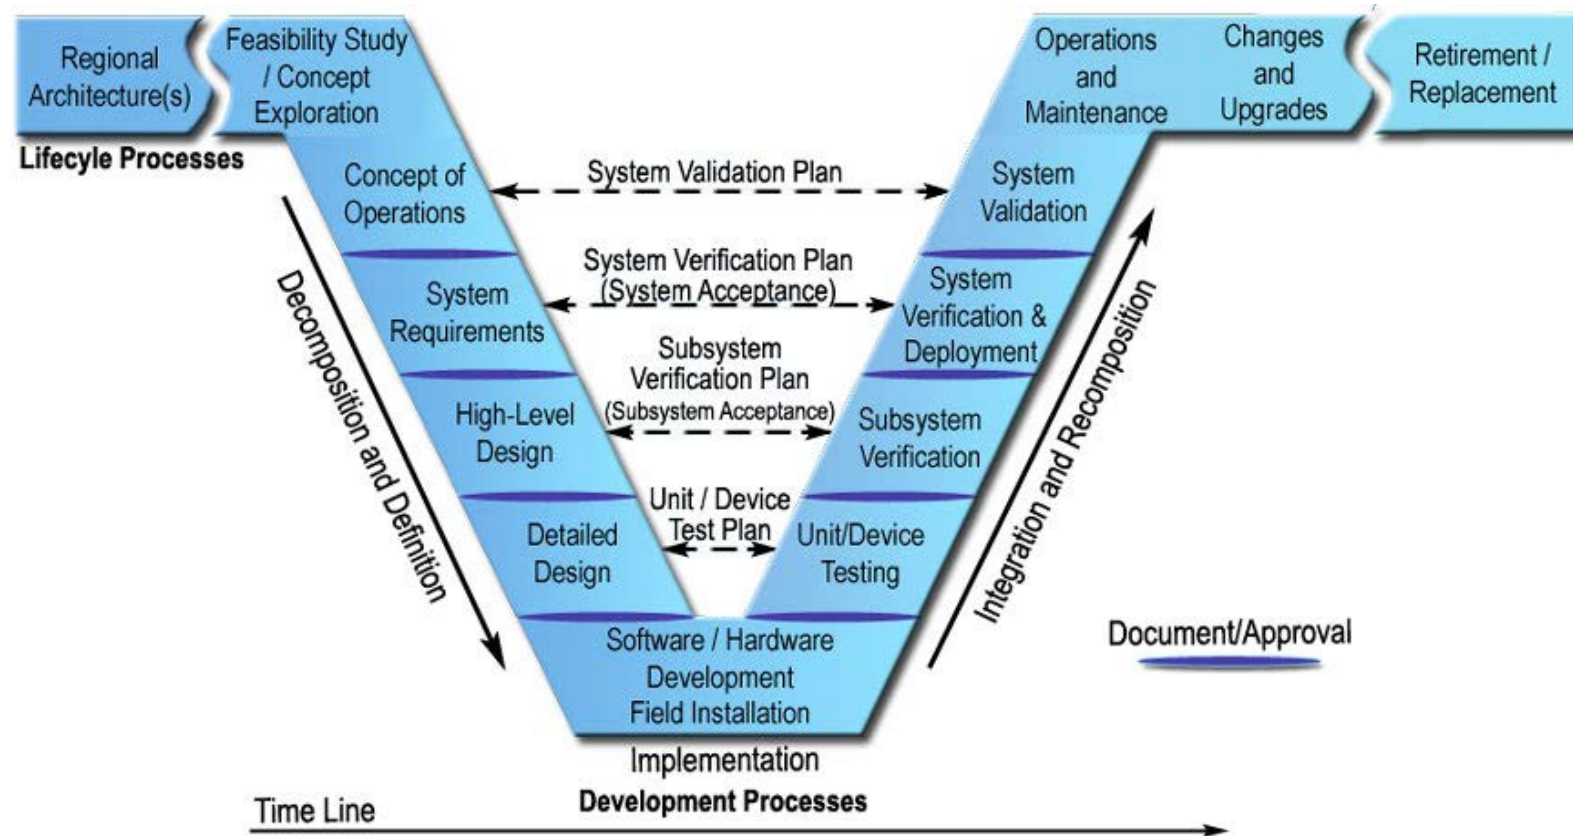 Regional
Architecture(s)
Feasibility Study
/ Concept
Exploration
Operations
and
Maintenance
Changes
and
Upgrades
Retirement /
Replacement
Lifecyle Processes
Concept of
Operations
System Validation Plan
System
Validation
System
Requirements
System Verification Plan
(System Acceptance)
System
Verification &
Deployment
High-Level
Design
Subsystem
Verification Plan
(Subsystem Acceptance)
Subsystem
Verification
Detailed
Design
Unit / Device
Test Plan
Unit/Device
Testing
Decomposition and Definition
Integration and Recomposition
Software / Hardware
Development
Field Installation
Document/Approval
Implementation
Development Processes
Time Line